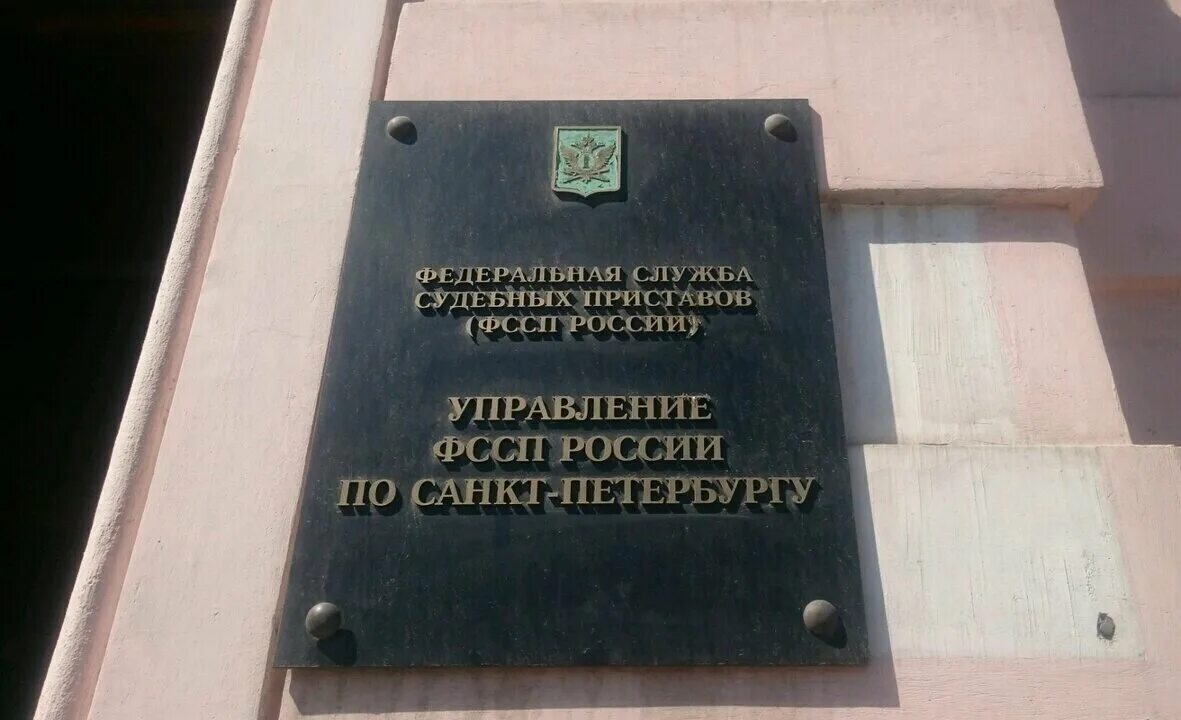 ФЕДЕРАЛЬНАЯ СЛУЖБА
СУДЕБНЫХ ПРИСТАВОВ
(ФССП РОССИИ)
УПРАВЛЕНИЕ
ФССП РОССИИ
ПО САНКТ-ПЕТЕРБУРГУ